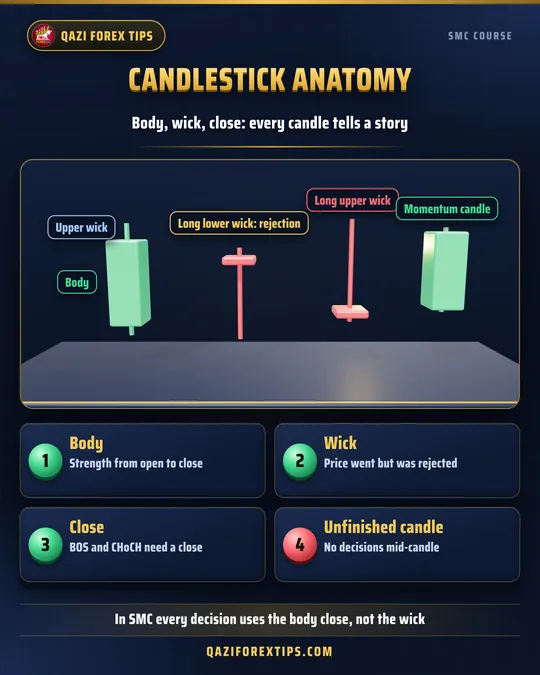 QAZI FOREX TIPS
SMC COURSE
CANDLESTICK ANATOMY
Body, wick, close: every candle tells a story
Long upper wick
Momentum candle
Upper wick
Long lower wick: rejection
Body
1
Body
Strength from open to close
2
Wick
Price went but was rejected
3
Close
BOS and CHoCH need a close
4
Unfinished candle
No decisions mid-candle
In SMC every decision uses the body close, not the wick
QAZIFOREXTIPS.COM